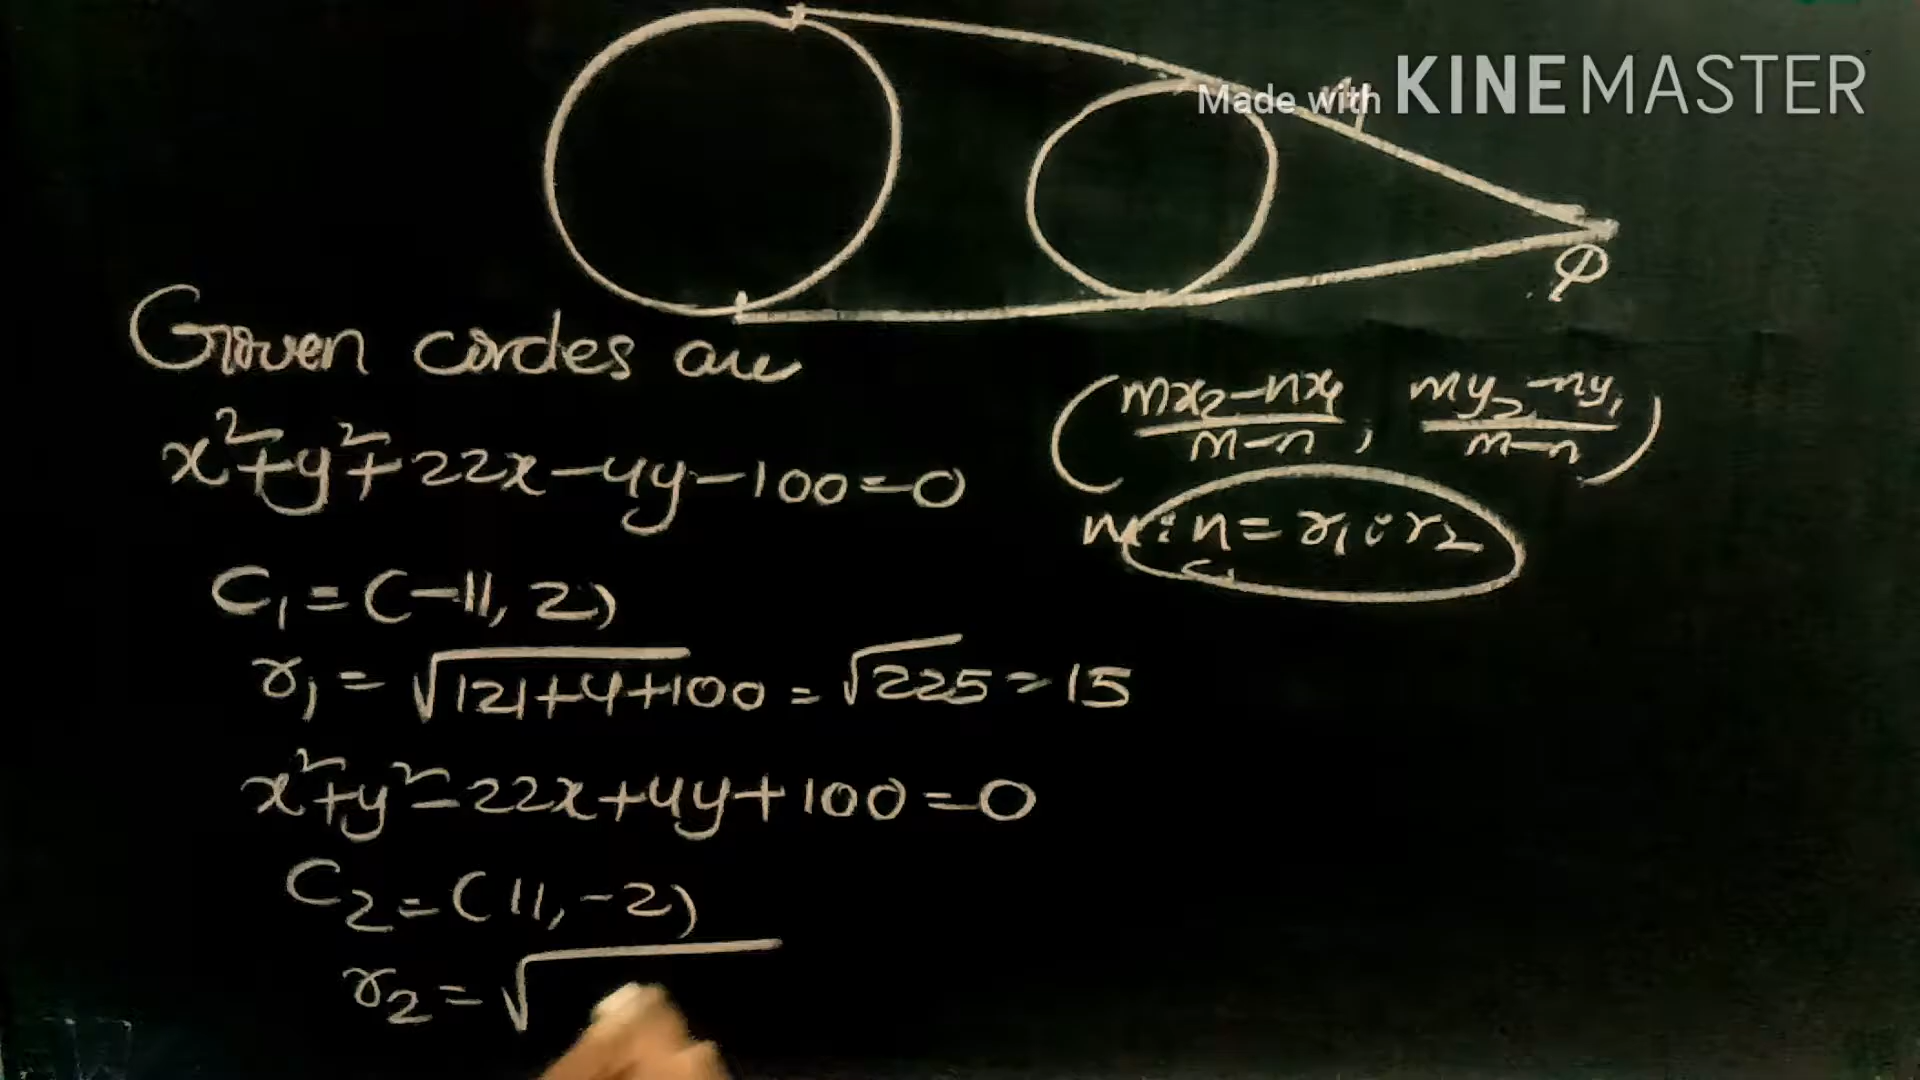 Made with KINEMASTER
P
Given circles are
x²+y²+22x-4y-100=0
(mx₂-nx₁/m-n, my₂-ny₁/m-n)
m:n=r₁:r₂
C₁=(-11,2)
r₁=√121+4+100=√225=15
x²+y²-22x+4y+100=0
C₂=(11,-2)
r₂=√